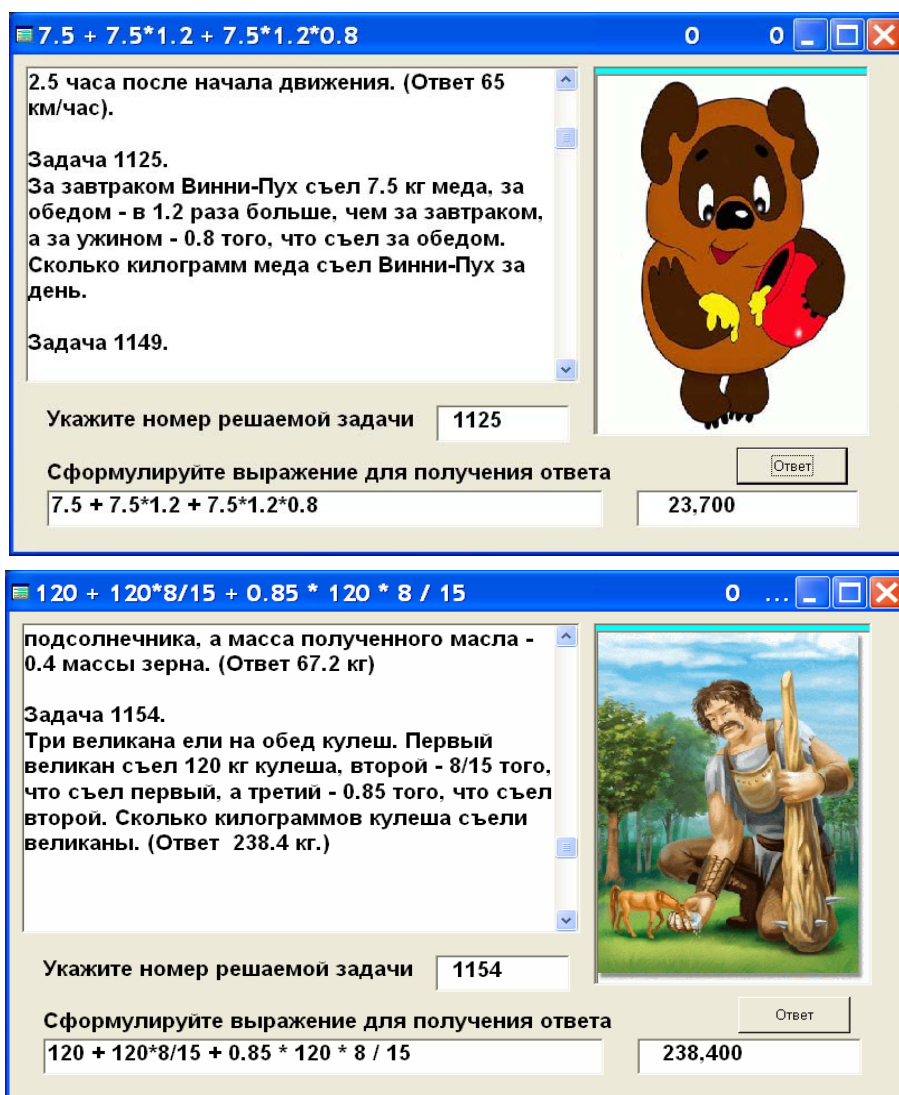 7.5 + 7.5*1.2 + 7.5*1.2*0.8 0 0
2.5 часа после начала движения. (Ответ 65
км/час).
Задача 1125.
За завтраком Винни-Пух съел 7.5 кг меда, за
обедом - в 1.2 раза больше, чем за завтраком,
а за ужином - 0.8 того, что съел за обедом.
Сколько килограмм меда съел Винни-Пух за
день.
Задача 1149.
Укажите номер решаемой задачи 1125
Сформулируйте выражение для получения ответа
Ответ
7.5 + 7.5*1.2 + 7.5*1.2*0.8 23,700
120 + 120*8/15 + 0.85 * 120 * 8 / 15 0 ...
подсолнечника, а масса полученного масла -
0.4 массы зерна. (Ответ 67.2 кг)
Задача 1154.
Три великана ели на обед кулеш. Первый
великан съел 120 кг кулеша, второй - 8/15 того,
что съел первый, а третий - 0.85 того, что съел
второй. Сколько килограммов кулеша съели
великаны. (Ответ 238.4 кг.)
Укажите номер решаемой задачи 1154
Сформулируйте выражение для получения ответа
Ответ
120 + 120*8/15 + 0.85 * 120 * 8 / 15 238,400